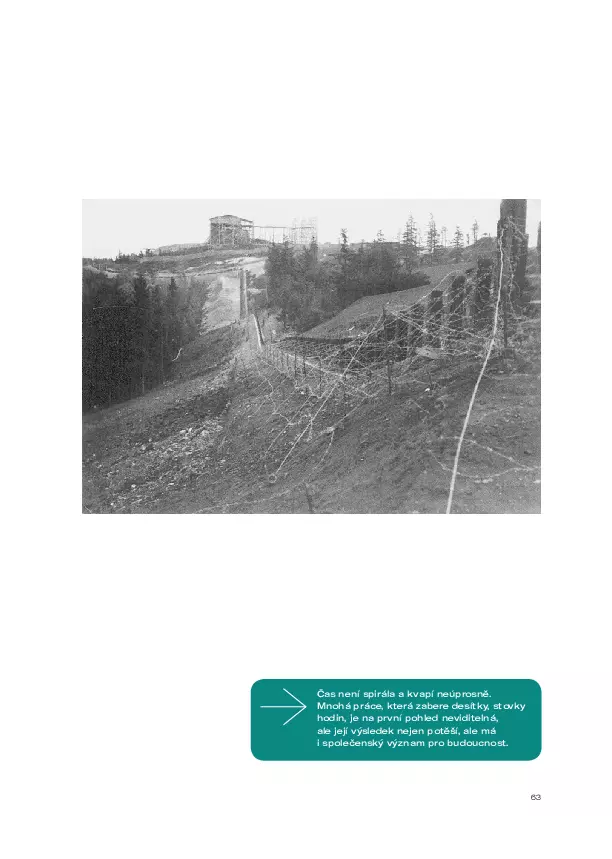 Čas není spirála a kvapí neúprosně.
Mnohá práce, která zabere desítky, stovky
hodin, je na první pohled neviditelná,
ale její výsledek nejen potěší, ale má
i společenský význam pro budoucnost.
63